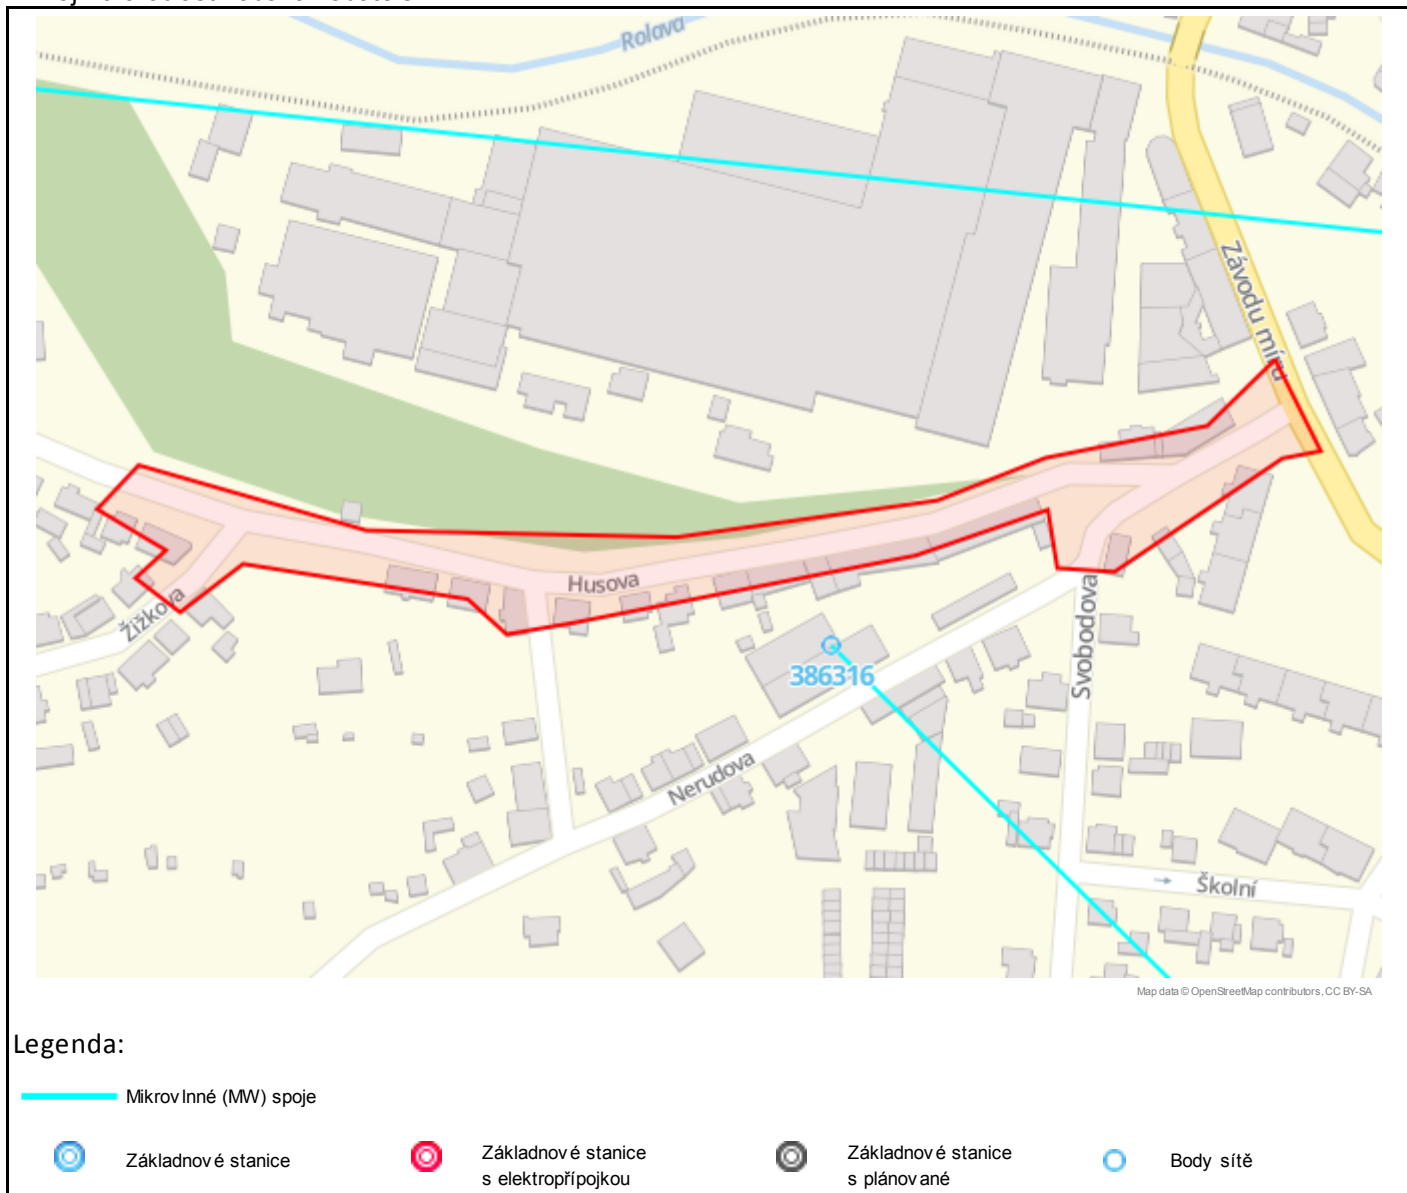 Rolava
Závodu míru
Husova
Žižkova
386316
Svobodova
Nerudova
Školní
Map data © OpenStreetMap contributors, CC BY-SA
Legenda:
Mikrovlnné (MW) spoje
Základnové stanice
Základnové stanice
s elektropřípojkou
Základnové stanice
s plánované
Body sítě